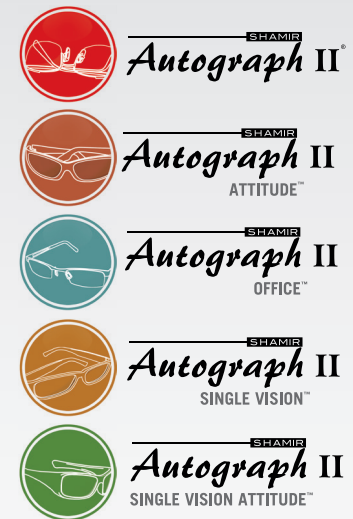 SHAMIR
Autograph II®
SHAMIR
Autograph II
ATTITUDE™
SHAMIR
Autograph II
OFFICE™
SHAMIR
Autograph II
SINGLE VISION™
SHAMIR
Autograph II
SINGLE VISION ATTITUDE™